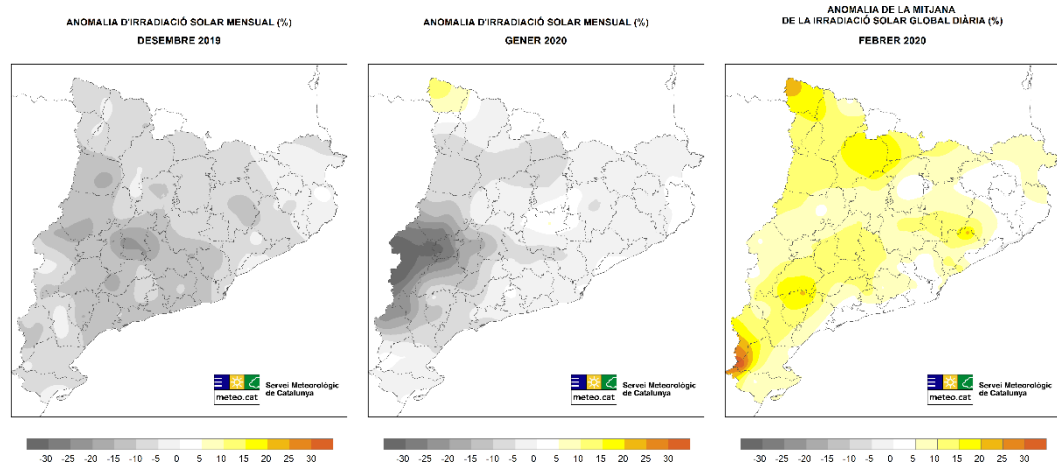 ANOMALIA D'IRRADIACIÓ SOLAR MENSUAL (%)
DESEMBRE 2019
meteo.cat
Servei Meteorològic
de Catalunya
-30 -25 -20 -15 -10 -5 0 5 10 15 20 25 30
ANOMALIA D'IRRADIACIÓ SOLAR MENSUAL (%)
GENER 2020
meteo.cat
Servei Meteorològic
de Catalunya
-30 -25 -20 -15 -10 -5 0 5 10 15 20 25 30
ANOMALIA DE LA MITJANA
DE LA IRRADIACIÓ SOLAR GLOBAL DIÀRIA (%)
FEBRER 2020
meteo.cat
Servei Meteorològic
de Catalunya
-30 -25 -20 -15 -10 -5 0 5 10 15 20 25 30